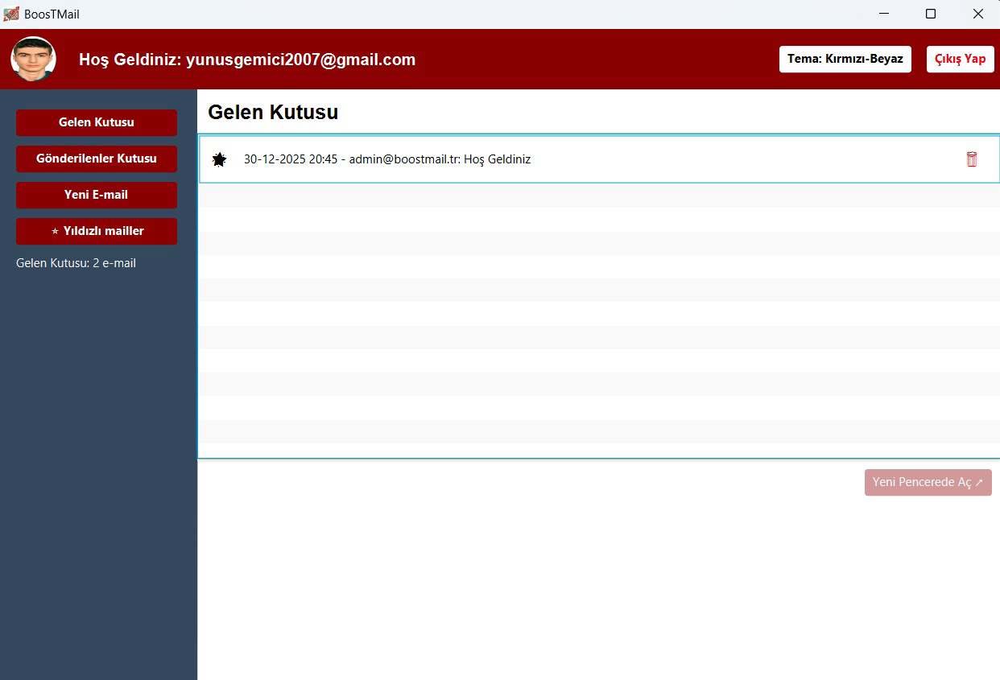 BoosTMail
Hoş Geldiniz: yunusgemici2007@gmail.com
Tema: Kırmızı-Beyaz
Çıkış Yap
Gelen Kutusu
Gönderilenler Kutusu
Yeni E-mail
⭐ Yıldızlı mailler
Gelen Kutusu: 2 e-mail
Gelen Kutusu
30-12-2025 20:45 - admin@boostmail.tr: Hoş Geldiniz
Yeni Pencerede Aç ↗